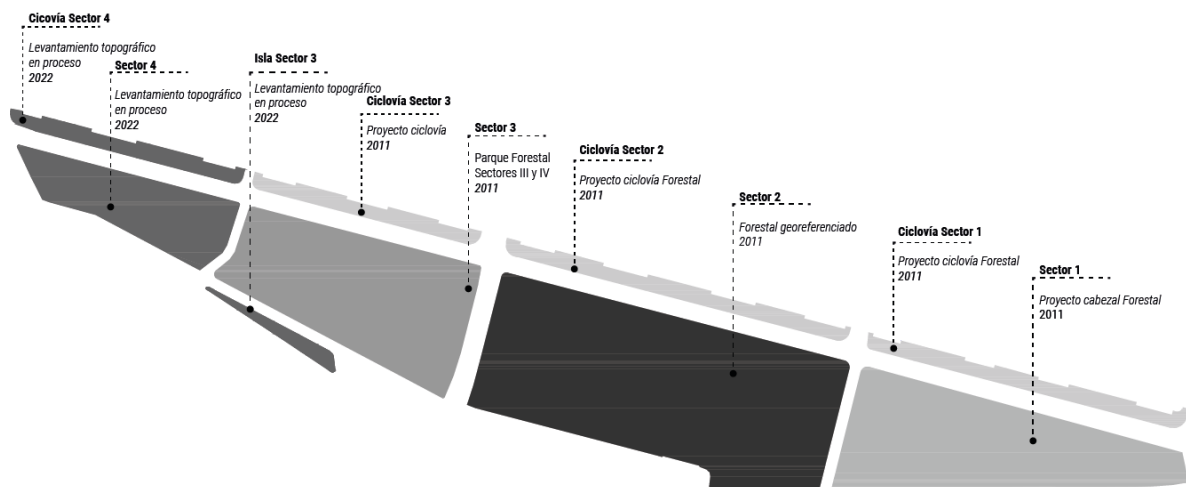 Cicovía Sector 4
Levantamiento topográfico
en proceso
2022
Sector 4
Levantamiento topográfico
en proceso
2022
Isla Sector 3
Levantamiento topográfico
en proceso
2022
Ciclovía Sector 3
Proyecto ciclovía
2011
Sector 3
Parque Forestal
Sectores III y IV
2011
Ciclovía Sector 2
Proyecto ciclovía Forestal
2011
Sector 2
Forestal georeferenciado
2011
Ciclovía Sector 1
Proyecto ciclovía Forestal
2011
Sector 1
Proyecto cabezal Forestal
2011